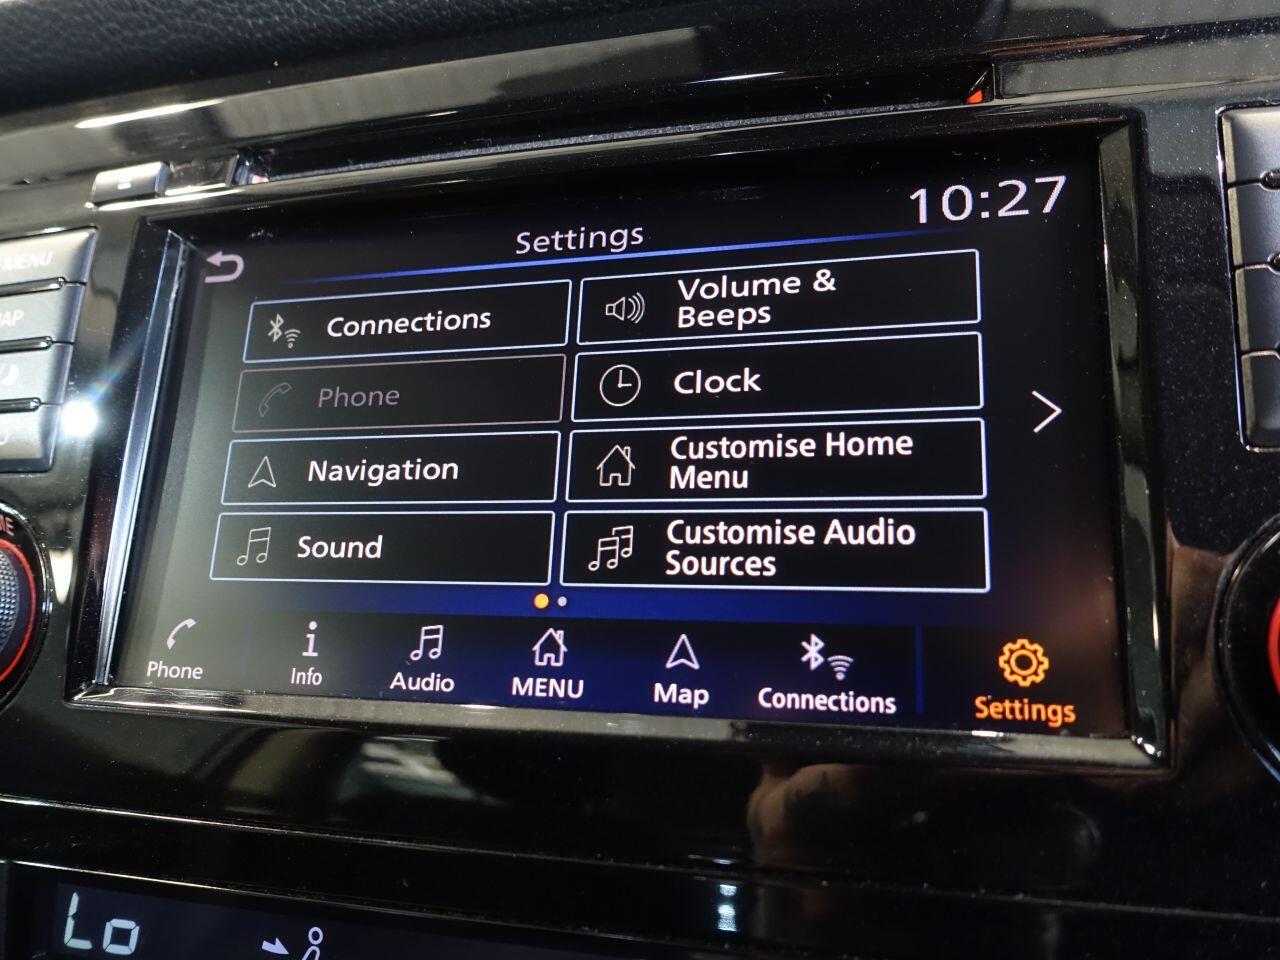 10:27
Settings
MENU
Connections
Volume &
Beeps
Phone
Clock
Navigation
Customise Home
Menu
Sound
Customise Audio
Sources
Phone
Info
Audio
MENU
Map
Connections
Settings
Lo